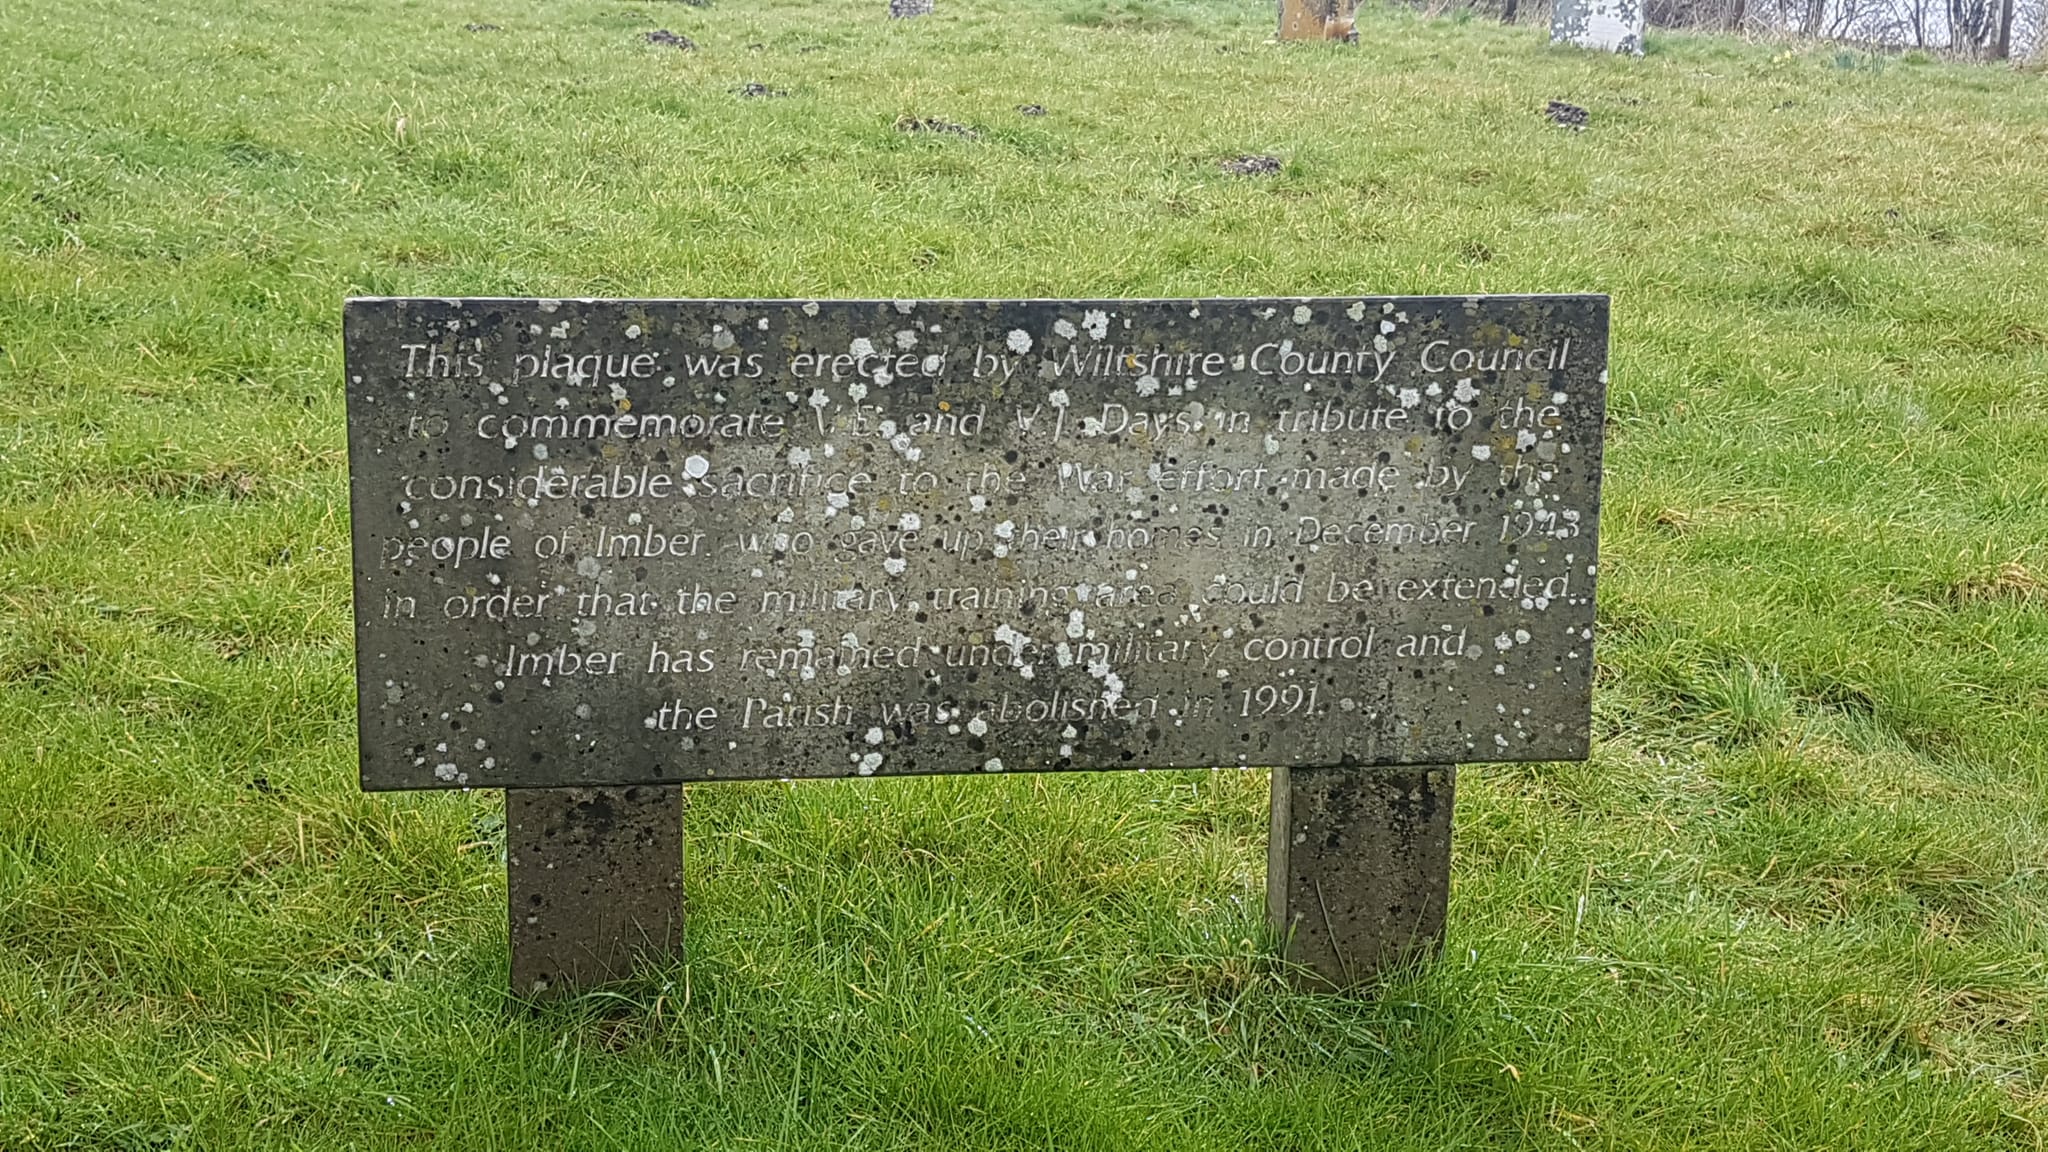 This plaque was erected by Wiltshire County Council
to commemorate V.E. and V.J. Days in tribute to the
considerable sacrifice to the War effort made by the
people of Imber, who gave up their homes in December 1943
in order that the military training area could be extended.
Imber has remained under military control and
the Parish was abolished in 1991.